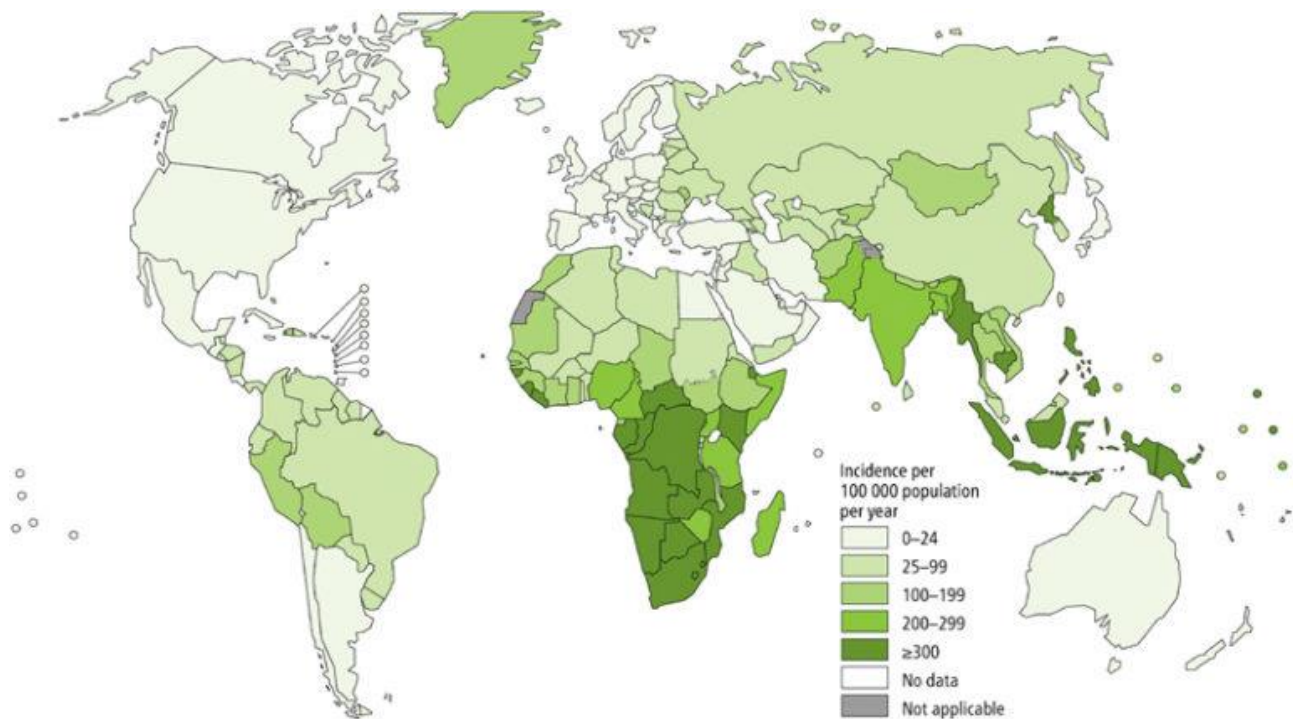 Incidence per
100 000 population
per year
0–24
25–99
100–199
200–299
≥300
No data
Not applicable